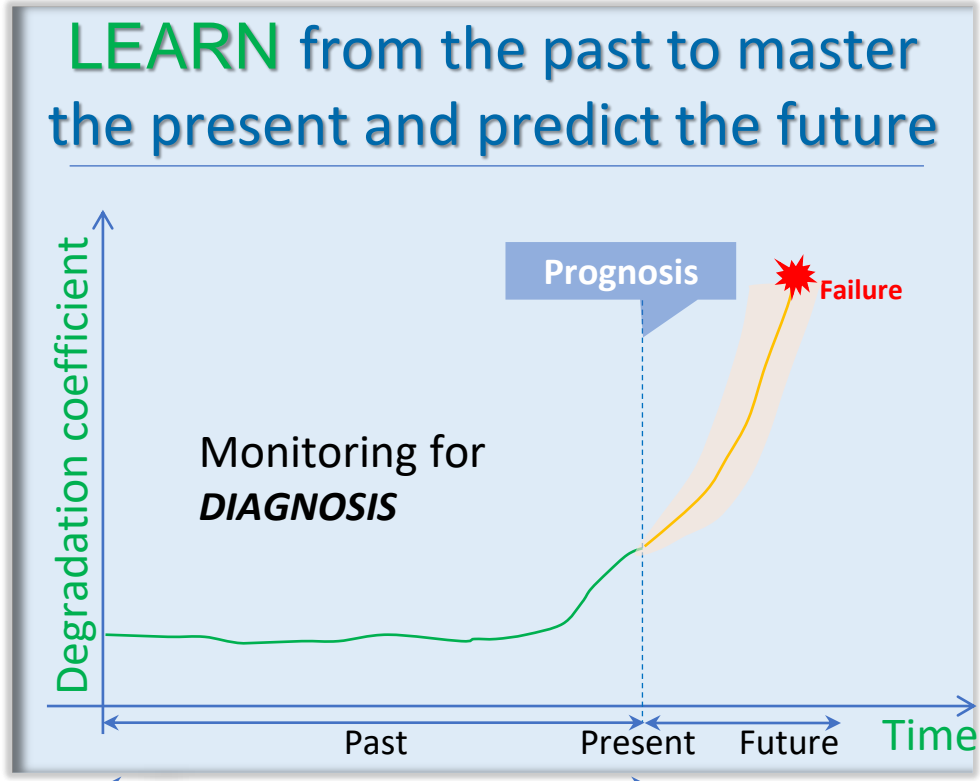 LEARN from the past to master
the present and predict the future
Degradation coefficient
Prognosis
Failure
Monitoring for
DIAGNOSIS
Past
Present
Future
Time